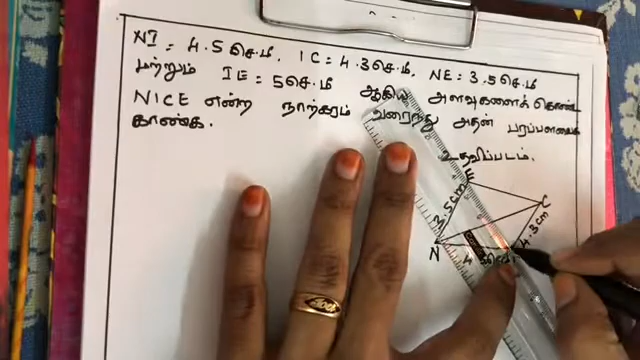 NI = 4.5 செ.மீ. IC = 4.3 செ.மீ. NE = 3.5 செ.மீ
மற்றும் IE = 5 செ.மீ ஆகிய அளவுகளைக் கொண்ட
NICE என்ற நாற்கரம் வரைந்து அதன் பரப்பளவைக்
காண்க.
உதவிப்படம்.
E
C
3.5cm
4.3cm
N